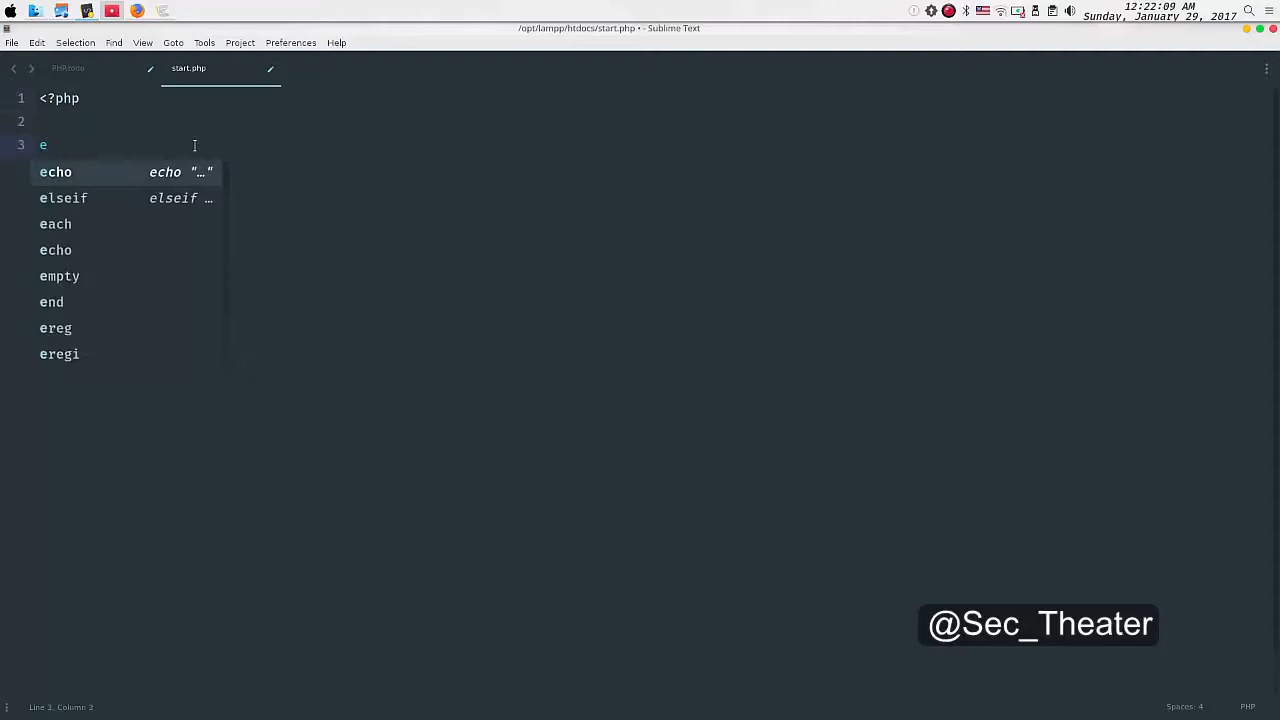 12:22:09 AM
Sunday, January 29, 2017
/opt/lampp/htdocs/start.php • - Sublime Text
File Edit Selection Find View Goto Tools Project Preferences Help
PHP.todo start.php
1 <?php
2
3 e
echo echo "…"
elseif elseif …
each
echo
empty
end
ereg
eregi
@Sec_Theater
Line 3, Column 2 Spaces: 4 PHP